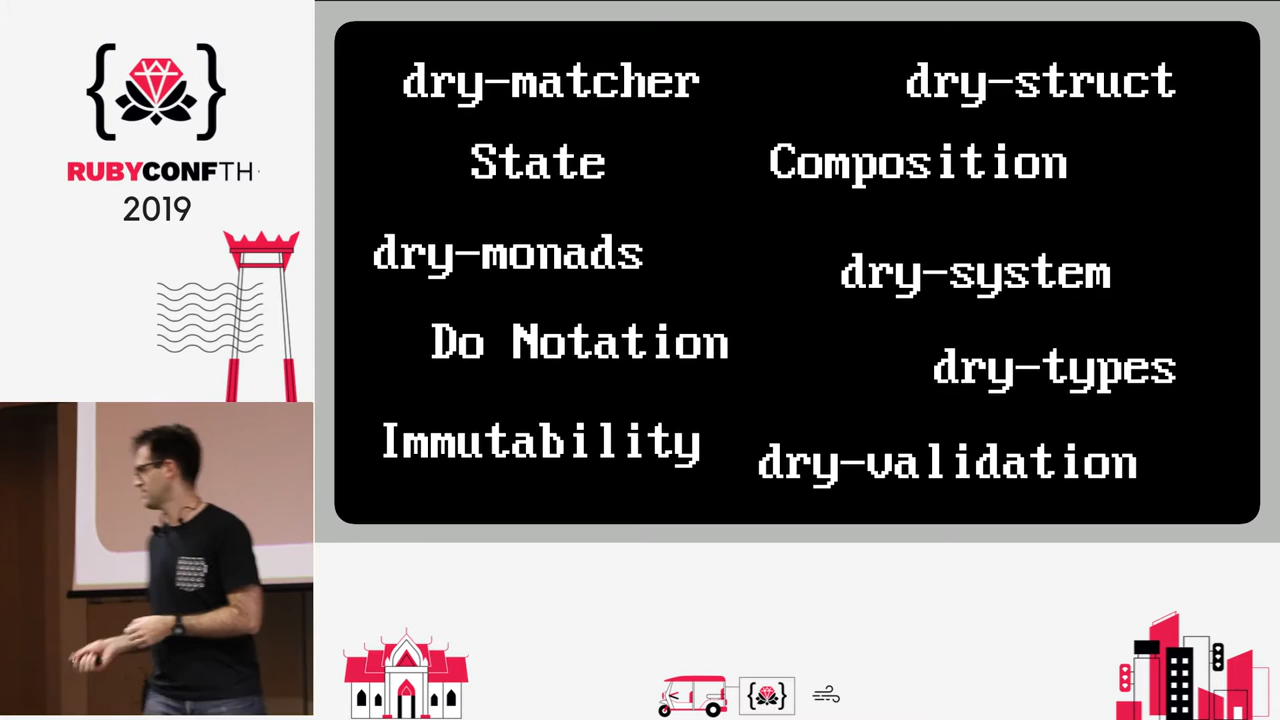 RUBYCONFTH
2019
dry-matcher
dry-struct
State
Composition
dry-monads
dry-system
Do Notation
dry-types
Immutability
dry-validation